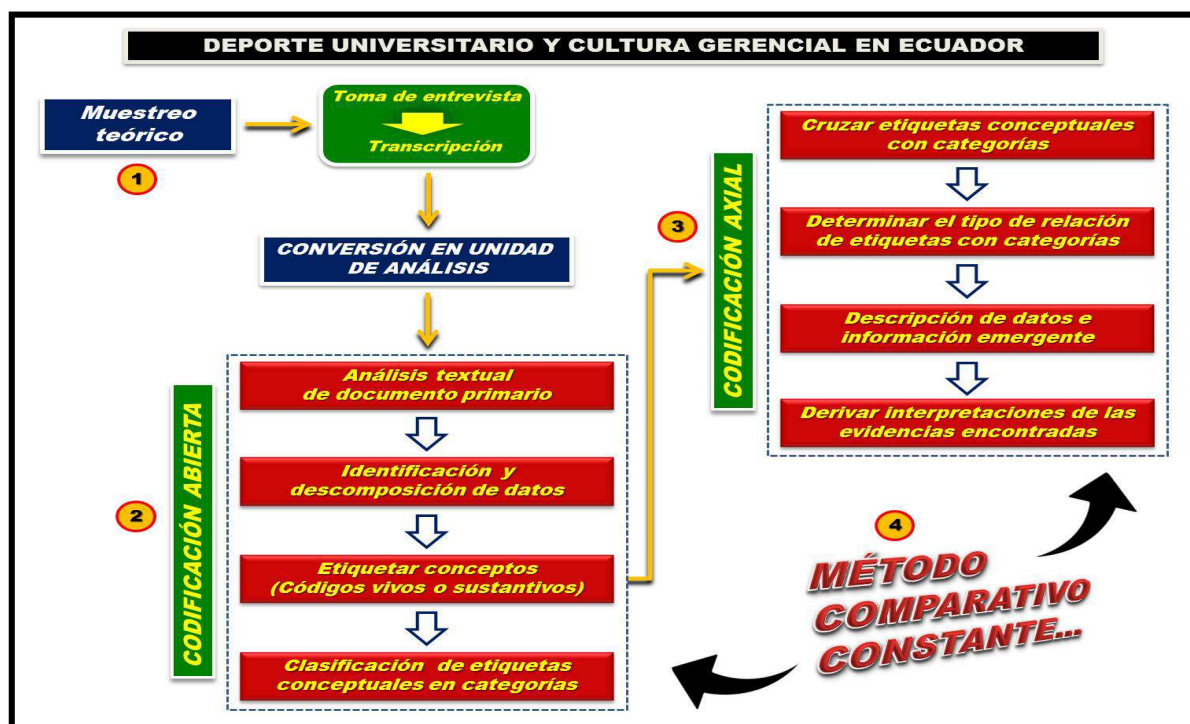 DEPORTE UNIVERSITARIO Y CULTURA GERENCIAL EN ECUADOR
Muestreo
teórico
1
Toma de entrevista
Transcripción
CONVERSIÓN EN UNIDAD
DE ANÁLISIS
2
CODIFICACIÓN ABIERTA
Análisis textual
de documento primario
Identificación y
descomposición de datos
Etiquetar conceptos
(Códigos vivos o sustantivos)
Clasificación de etiquetas
conceptuales en categorías
3
CODIFICACIÓN AXIAL
Cruzar etiquetas conceptuales
con categorías
Determinar el tipo de relación
de etiquetas con categorías
Descripción de datos e
información emergente
Derivar interpretaciones de las
evidencias encontradas
4
MÉTODO
COMPARATIVO
CONSTANTE...